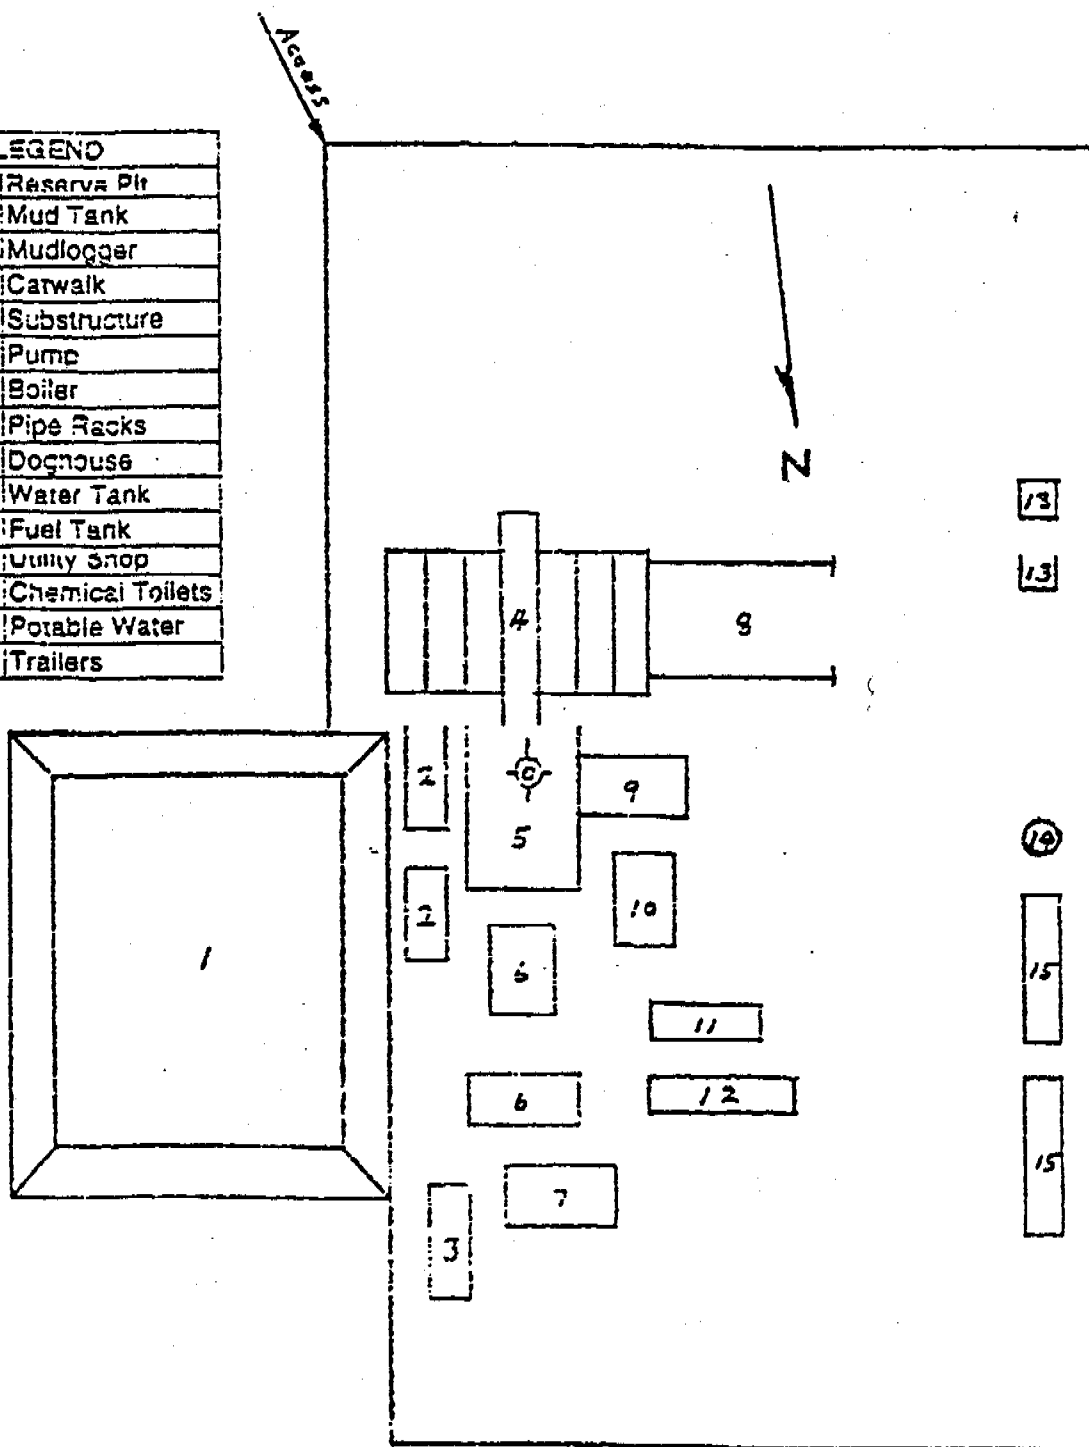 Access
LEGEND
Reserve Pit
Mud Tank
Mudlogger
Catwalk
Substructure
Pump
Boiler
Pipe Racks
Doghouse
Water Tank
Fuel Tank
Utility Shop
Chemical Toilets
Potable Water
Trailers
N
13
13
4
8
2
9
5
14
2
10
1
6
15
11
6
12
15
7
3